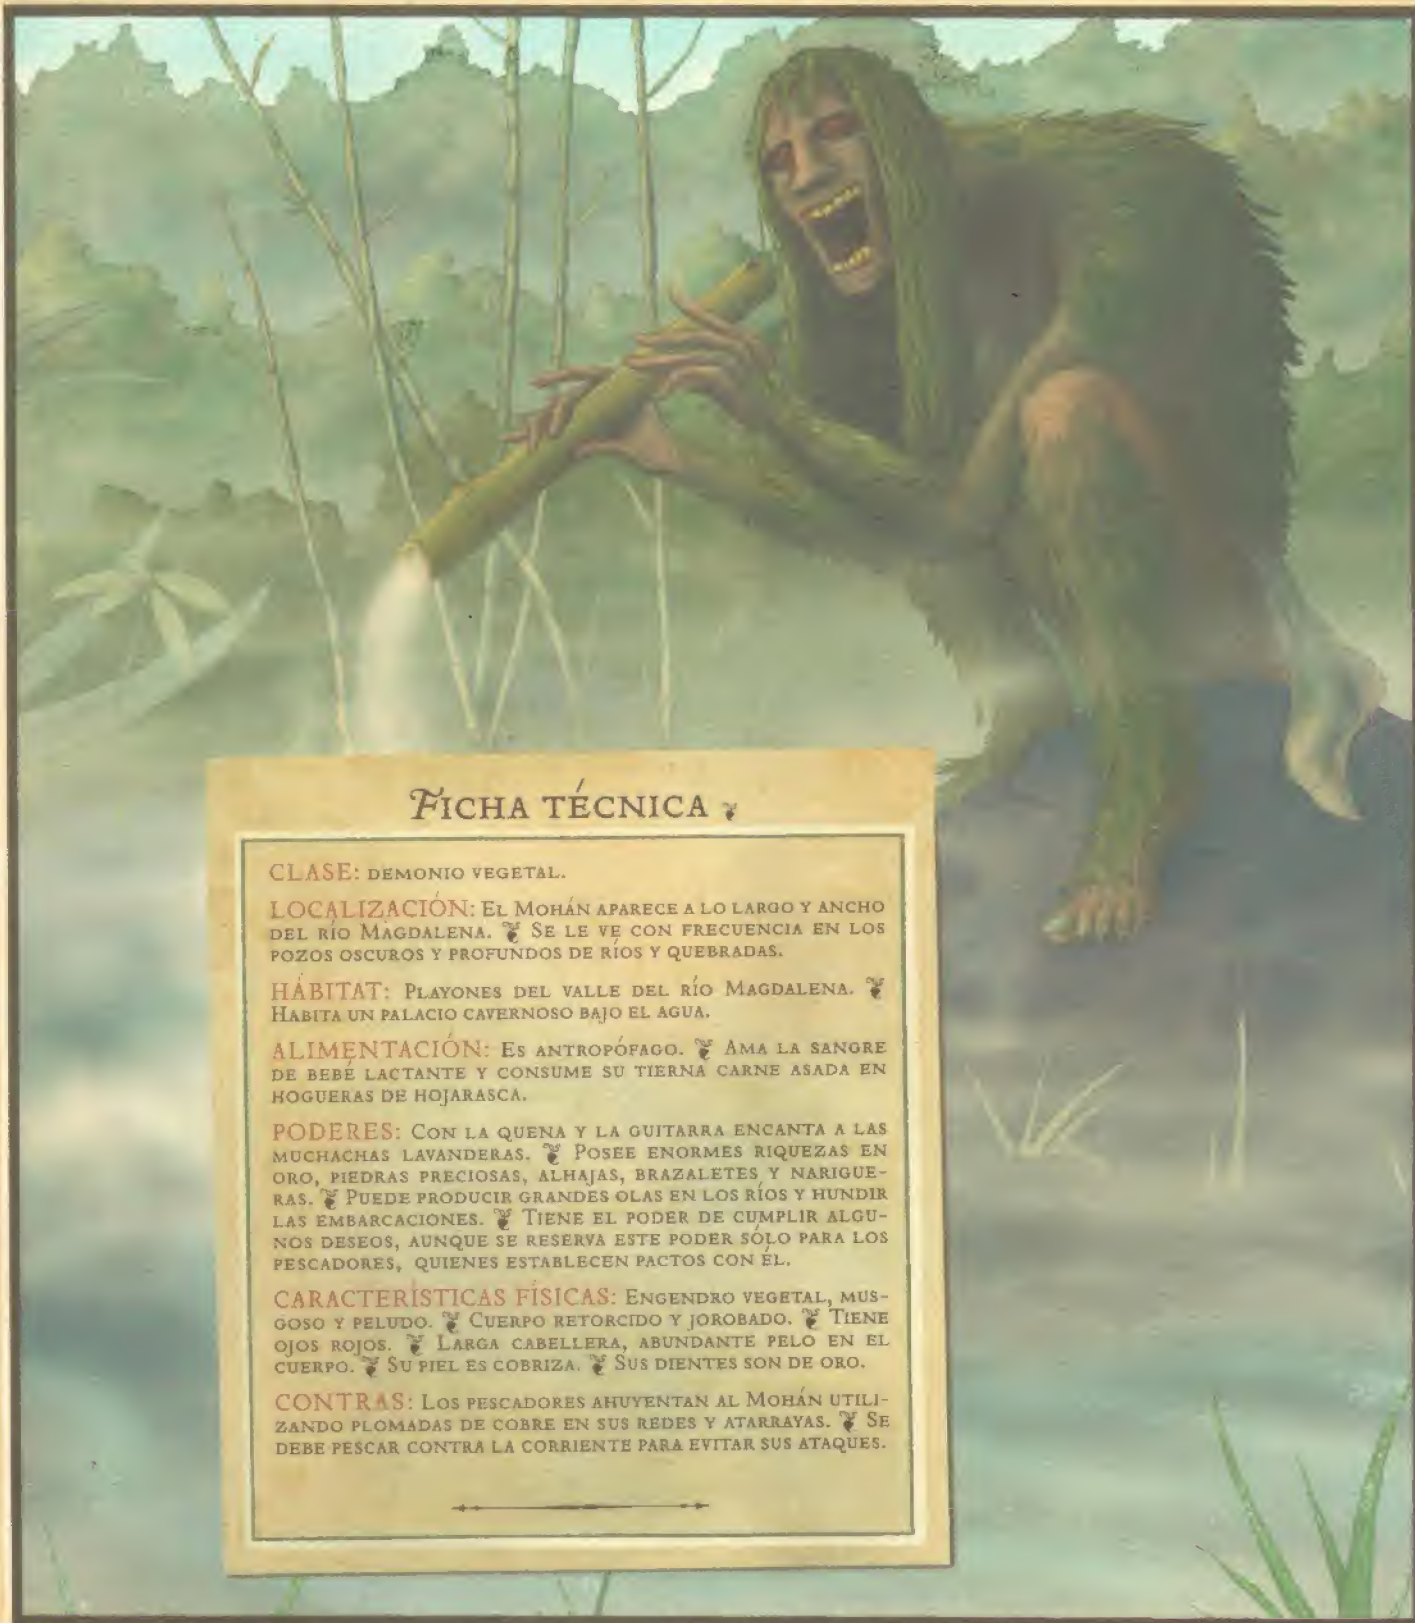 FICHA TÉCNICA
CLASE: DEMONIO VEGETAL.
LOCALIZACIÓN: EL MOHÁN APARECE A LO LARGO Y ANCHO
DEL RÍO MAGDALENA. ❦ SE LE VE CON FRECUENCIA EN LOS
POZOS OSCUROS Y PROFUNDOS DE RÍOS Y QUEBRADAS.
HÁBITAT: PLAYONES DEL VALLE DEL RÍO MAGDALENA. ❦
HABITA UN PALACIO CAVERNOSO BAJO EL AGUA.
ALIMENTACIÓN: ES ANTROPÓFAGO. ❦ AMA LA SANGRE
DE BEBÉ LACTANTE Y CONSUME SU TIERNA CARNE ASADA EN
HOGUERAS DE HOJARASCA.
PODERES: CON LA QUENA Y LA GUITARRA ENCANTA A LAS
MUCHACHAS LAVANDERAS. ❦ POSEE ENORMES RIQUEZAS EN
ORO, PIEDRAS PRECIOSAS, ALHAJAS, BRAZALETES Y NARIGUE-
RAS. ❦ PUEDE PRODUCIR GRANDES OLAS EN LOS RÍOS Y HUNDIR
LAS EMBARCACIONES. ❦ TIENE EL PODER DE CUMPLIR ALGU-
NOS DESEOS, AUNQUE SE RESERVA ESTE PODER SÓLO PARA LOS
PESCADORES, QUIENES ESTABLECEN PACTOS CON ÉL.
CARACTERÍSTICAS FÍSICAS: ENGENDRO VEGETAL, MUS-
GOSO Y PELUDO. ❦ CUERPO RETORCIDO Y JOROBADO. ❦ TIENE
OJOS ROJOS. ❦ LARGA CABELLERA, ABUNDANTE PELO EN EL
CUERPO. ❦ SU PIEL ES COBRIZA. ❦ SUS DIENTES SON DE ORO.
CONTRAS: LOS PESCADORES AHUYENTAN AL MOHÁN UTILI-
ZANDO PLOMADAS DE COBRE EN SUS REDES Y ATARRAYAS. ❦ SE
DEBE PESCAR CONTRA LA CORRIENTE PARA EVITAR SUS ATAQUES.